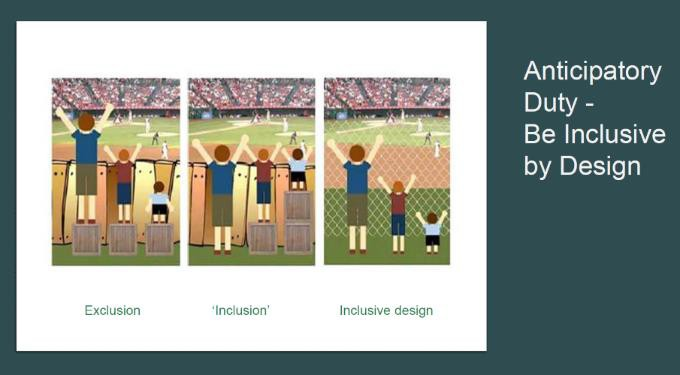 Anticipatory
Duty -
Be Inclusive
by Design
Exclusion
‘Inclusion’
Inclusive design